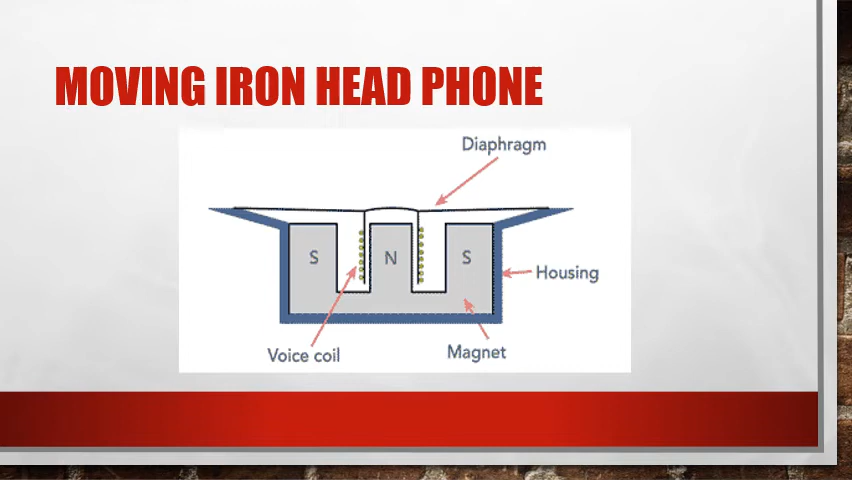 MOVING IRON HEAD PHONE
Diaphragm
S
N
S
Housing
Voice coil
Magnet